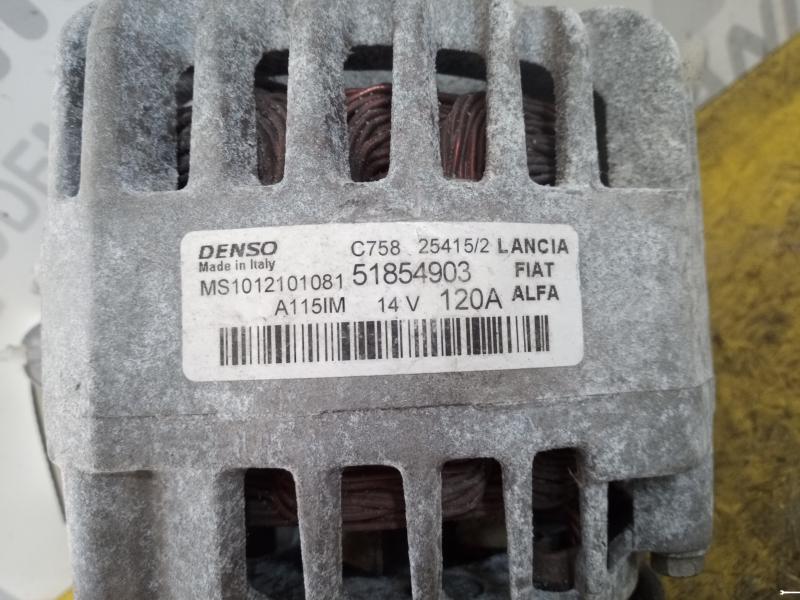 DENSO C758 25415/2 LANCIA
Made in Italy FIAT
MS1012101081 51854903 ALFA
A115IM 14 V 120A